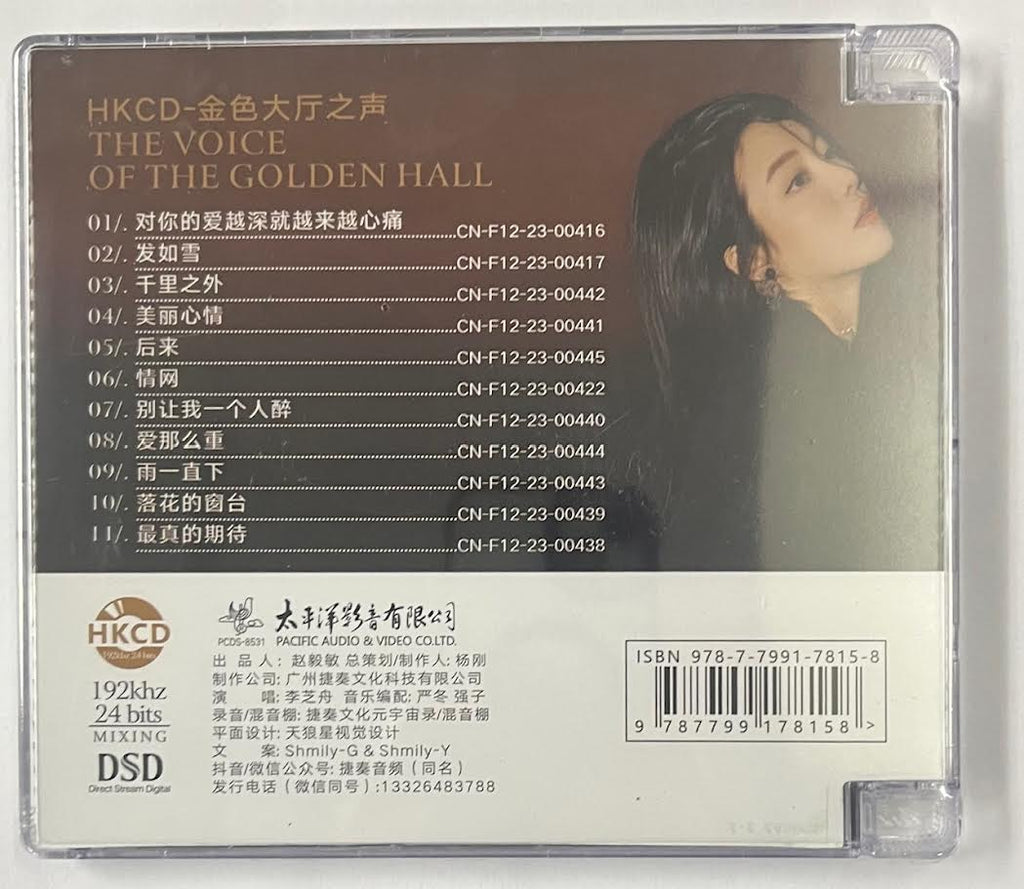 HKCD-金色大厅之声
THE VOICE
OF THE GOLDEN HALL
01/. 对你的爱越深就越来越心痛 CN-F12-23-00416
02/. 发如雪 CN-F12-23-00417
03/. 千里之外 CN-F12-23-00442
04/. 美丽心情 CN-F12-23-00441
05/. 后来 CN-F12-23-00445
06/. 情网 CN-F12-23-00422
07/. 别让我一个人醉 CN-F12-23-00440
08/. 爱那么重 CN-F12-23-00444
09/. 雨一直下 CN-F12-23-00443
10/. 落花的窗台 CN-F12-23-00439
11/. 最真的期待 CN-F12-23-00438
HKCD
192khz 24 bits
192khz
24 bits
MIXING
DSD
Direct Stream Digital
PCDS-8531
太平洋影音有限公司
PACIFIC AUDIO & VIDEO CO.LTD.
出 品 人: 赵毅敏 总策划/制作人: 杨刚
制作公司: 广州捷奏文化科技有限公司
演 唱: 李芝舟 音乐编配: 严冬 强子
录音/混音棚: 捷奏文化元宇宙录/混音棚
平面设计: 天狼星视觉设计
文 案: Shmily-G & Shmily-Y
抖音/微信公众号: 捷奏音频(同名)
发行电话(微信同号):13326483788
ISBN 978-7-7991-7815-8
9 787799 178158 >